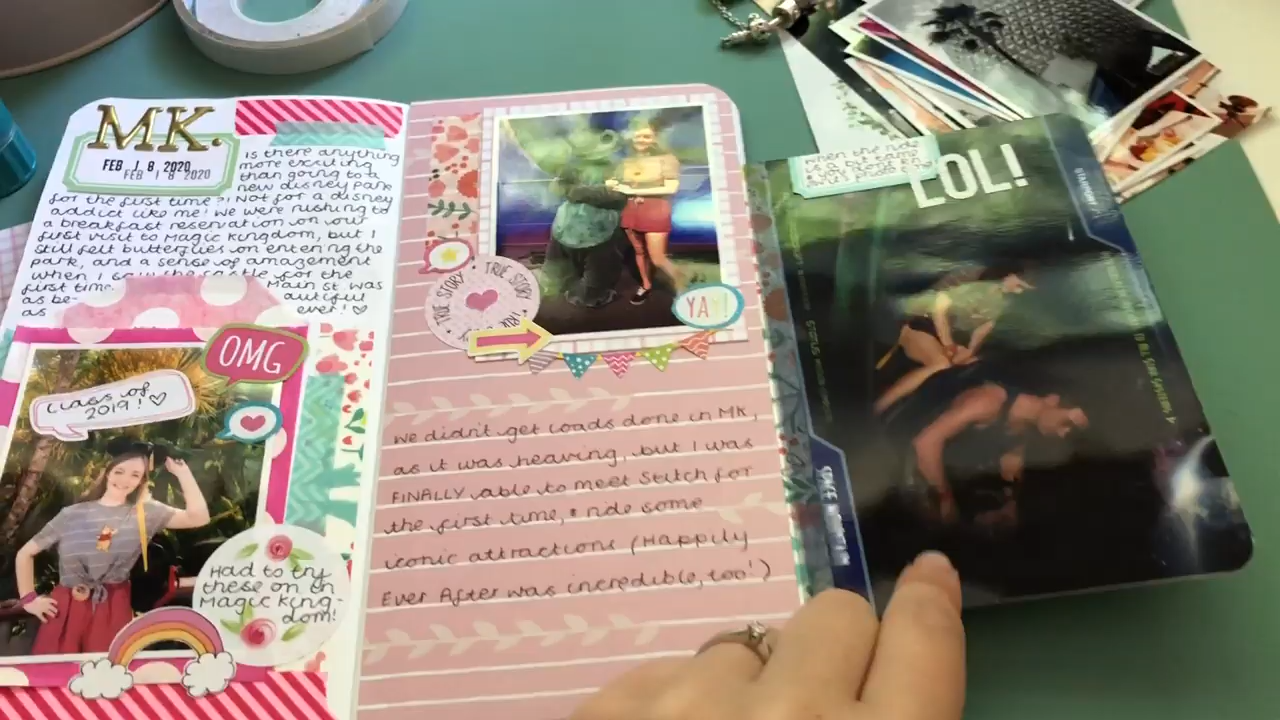 MK.
FEB 18, 2020
FEB 8 2020
is there anything
more exciting
than going to a
new disney park
for the first time?! Not for a disney
addict like me! We were rushing to
a breakfast reservation on our
first visit to Magic Kingdom, but I
still felt butterflies on entering the
park, and a sense of amazement
when I saw the castle for the
first time. Main St. was
as be- autiful
as ever! ♡
OMG
class of
2019! ♡
Had to try
these on in
Magic King-
dom!
TRUE STORY TRUE STORY
YAY!
we didn't get loads done in MK,
as it was heaving, but I was
FINALLY able to meet Stitch for
the first time, & ride some
iconic attractions (Happily
Ever After was incredible, too!)
when the ride
LOL!
SPACE MOUNTAIN
STATUS